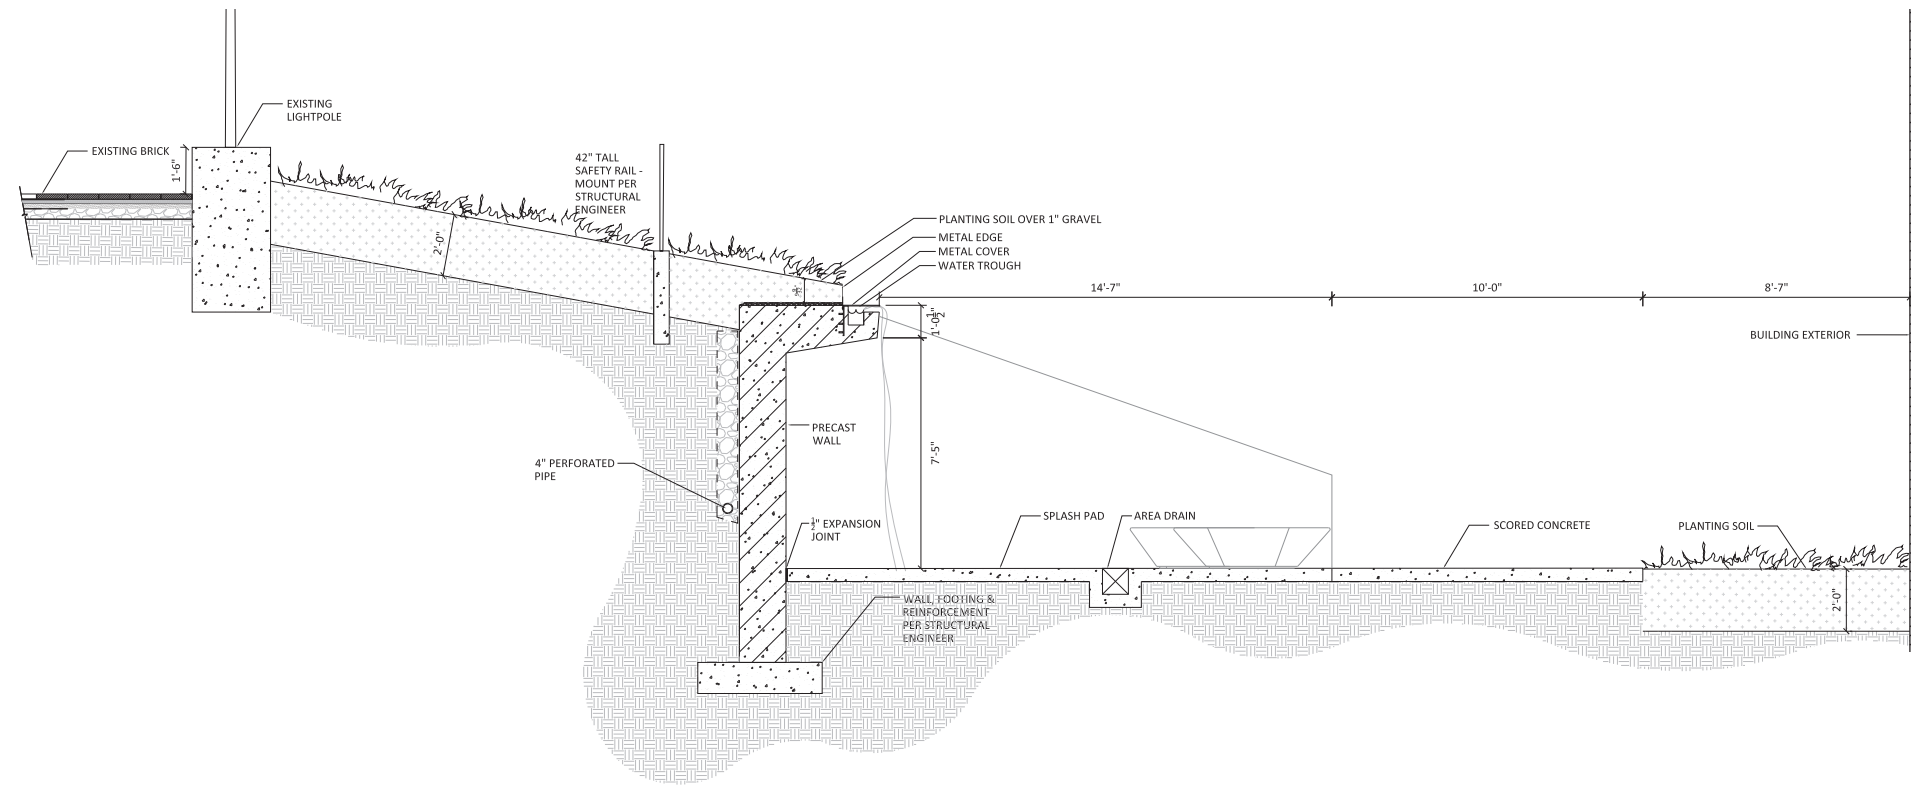 EXISTING
LIGHTPOLE
EXISTING BRICK
1'-6"
42" TALL
SAFETY RAIL -
MOUNT PER
STRUCTURAL
ENGINEER
2'-0"
PLANTING SOIL OVER 1" GRAVEL
METAL EDGE
METAL COVER
WATER TROUGH
14'-7"
10'-0"
8'-7"
1'-0½"
BUILDING EXTERIOR
PRECAST
WALL
7'-5"
4" PERFORATED
PIPE
½" EXPANSION
JOINT
SPLASH PAD
AREA DRAIN
SCORED CONCRETE
PLANTING SOIL
WALL, FOOTING &
REINFORCEMENT
PER STRUCTURAL
ENGINEER
2'-0"